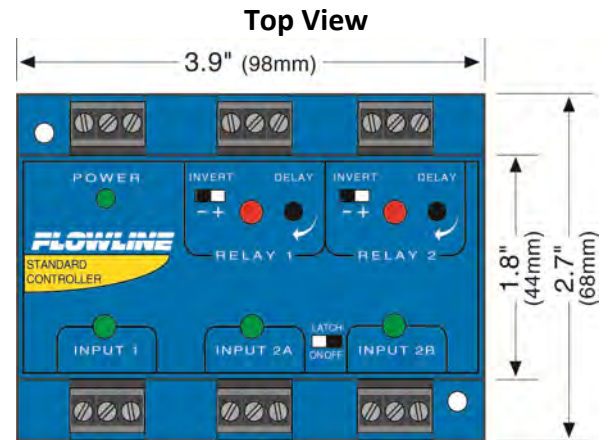 Top View
3.9" (98mm)
POWER
INVERT DELAY
- +
RELAY 1
INVERT DELAY
- +
RELAY 2
FLOWLINE
STANDARD
CONTROLLER
INPUT 1
INPUT 2A
LATCH
ON OFF
INPUT 2B
1.8"
(44mm)
2.7"
(68mm)